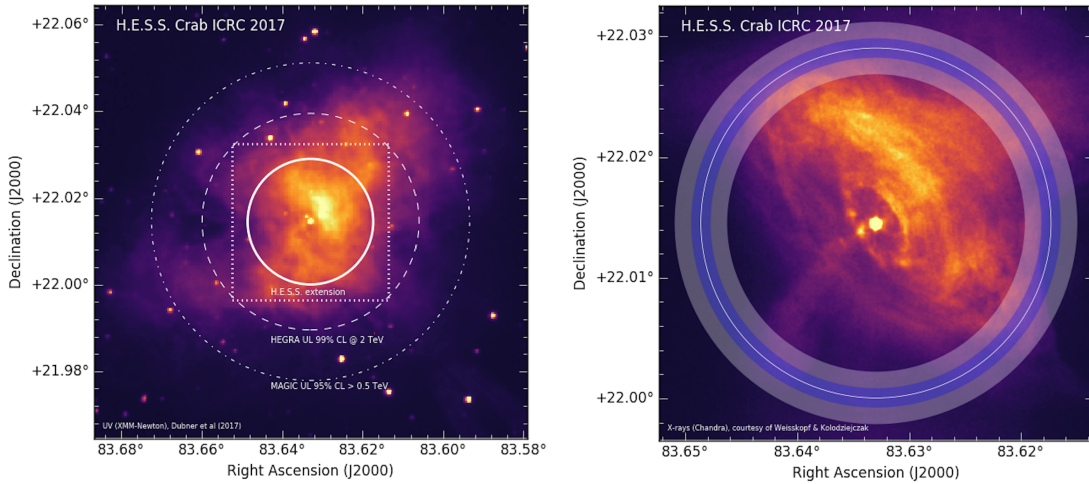 H.E.S.S. Crab ICRC 2017
+22.06°
+22.04°
+22.02°
+22.00°
+21.98°
Declination (J2000)
H.E.S.S. extension
HEGRA UL 99% CL @ 2 TeV
MAGIC UL 95% CL > 0.5 TeV
UV (XMM-Newton), Dubner et al (2017)
83.68° 83.66° 83.64° 83.62° 83.60° 83.58°
Right Ascension (J2000)
H.E.S.S. Crab ICRC 2017
+22.03°
+22.02°
+22.01°
+22.00°
Declination (J2000)
X-rays (Chandra), courtesy of Weisskopf & Kolodziejczak
83.65° 83.64° 83.63° 83.62°
Right Ascension (J2000)